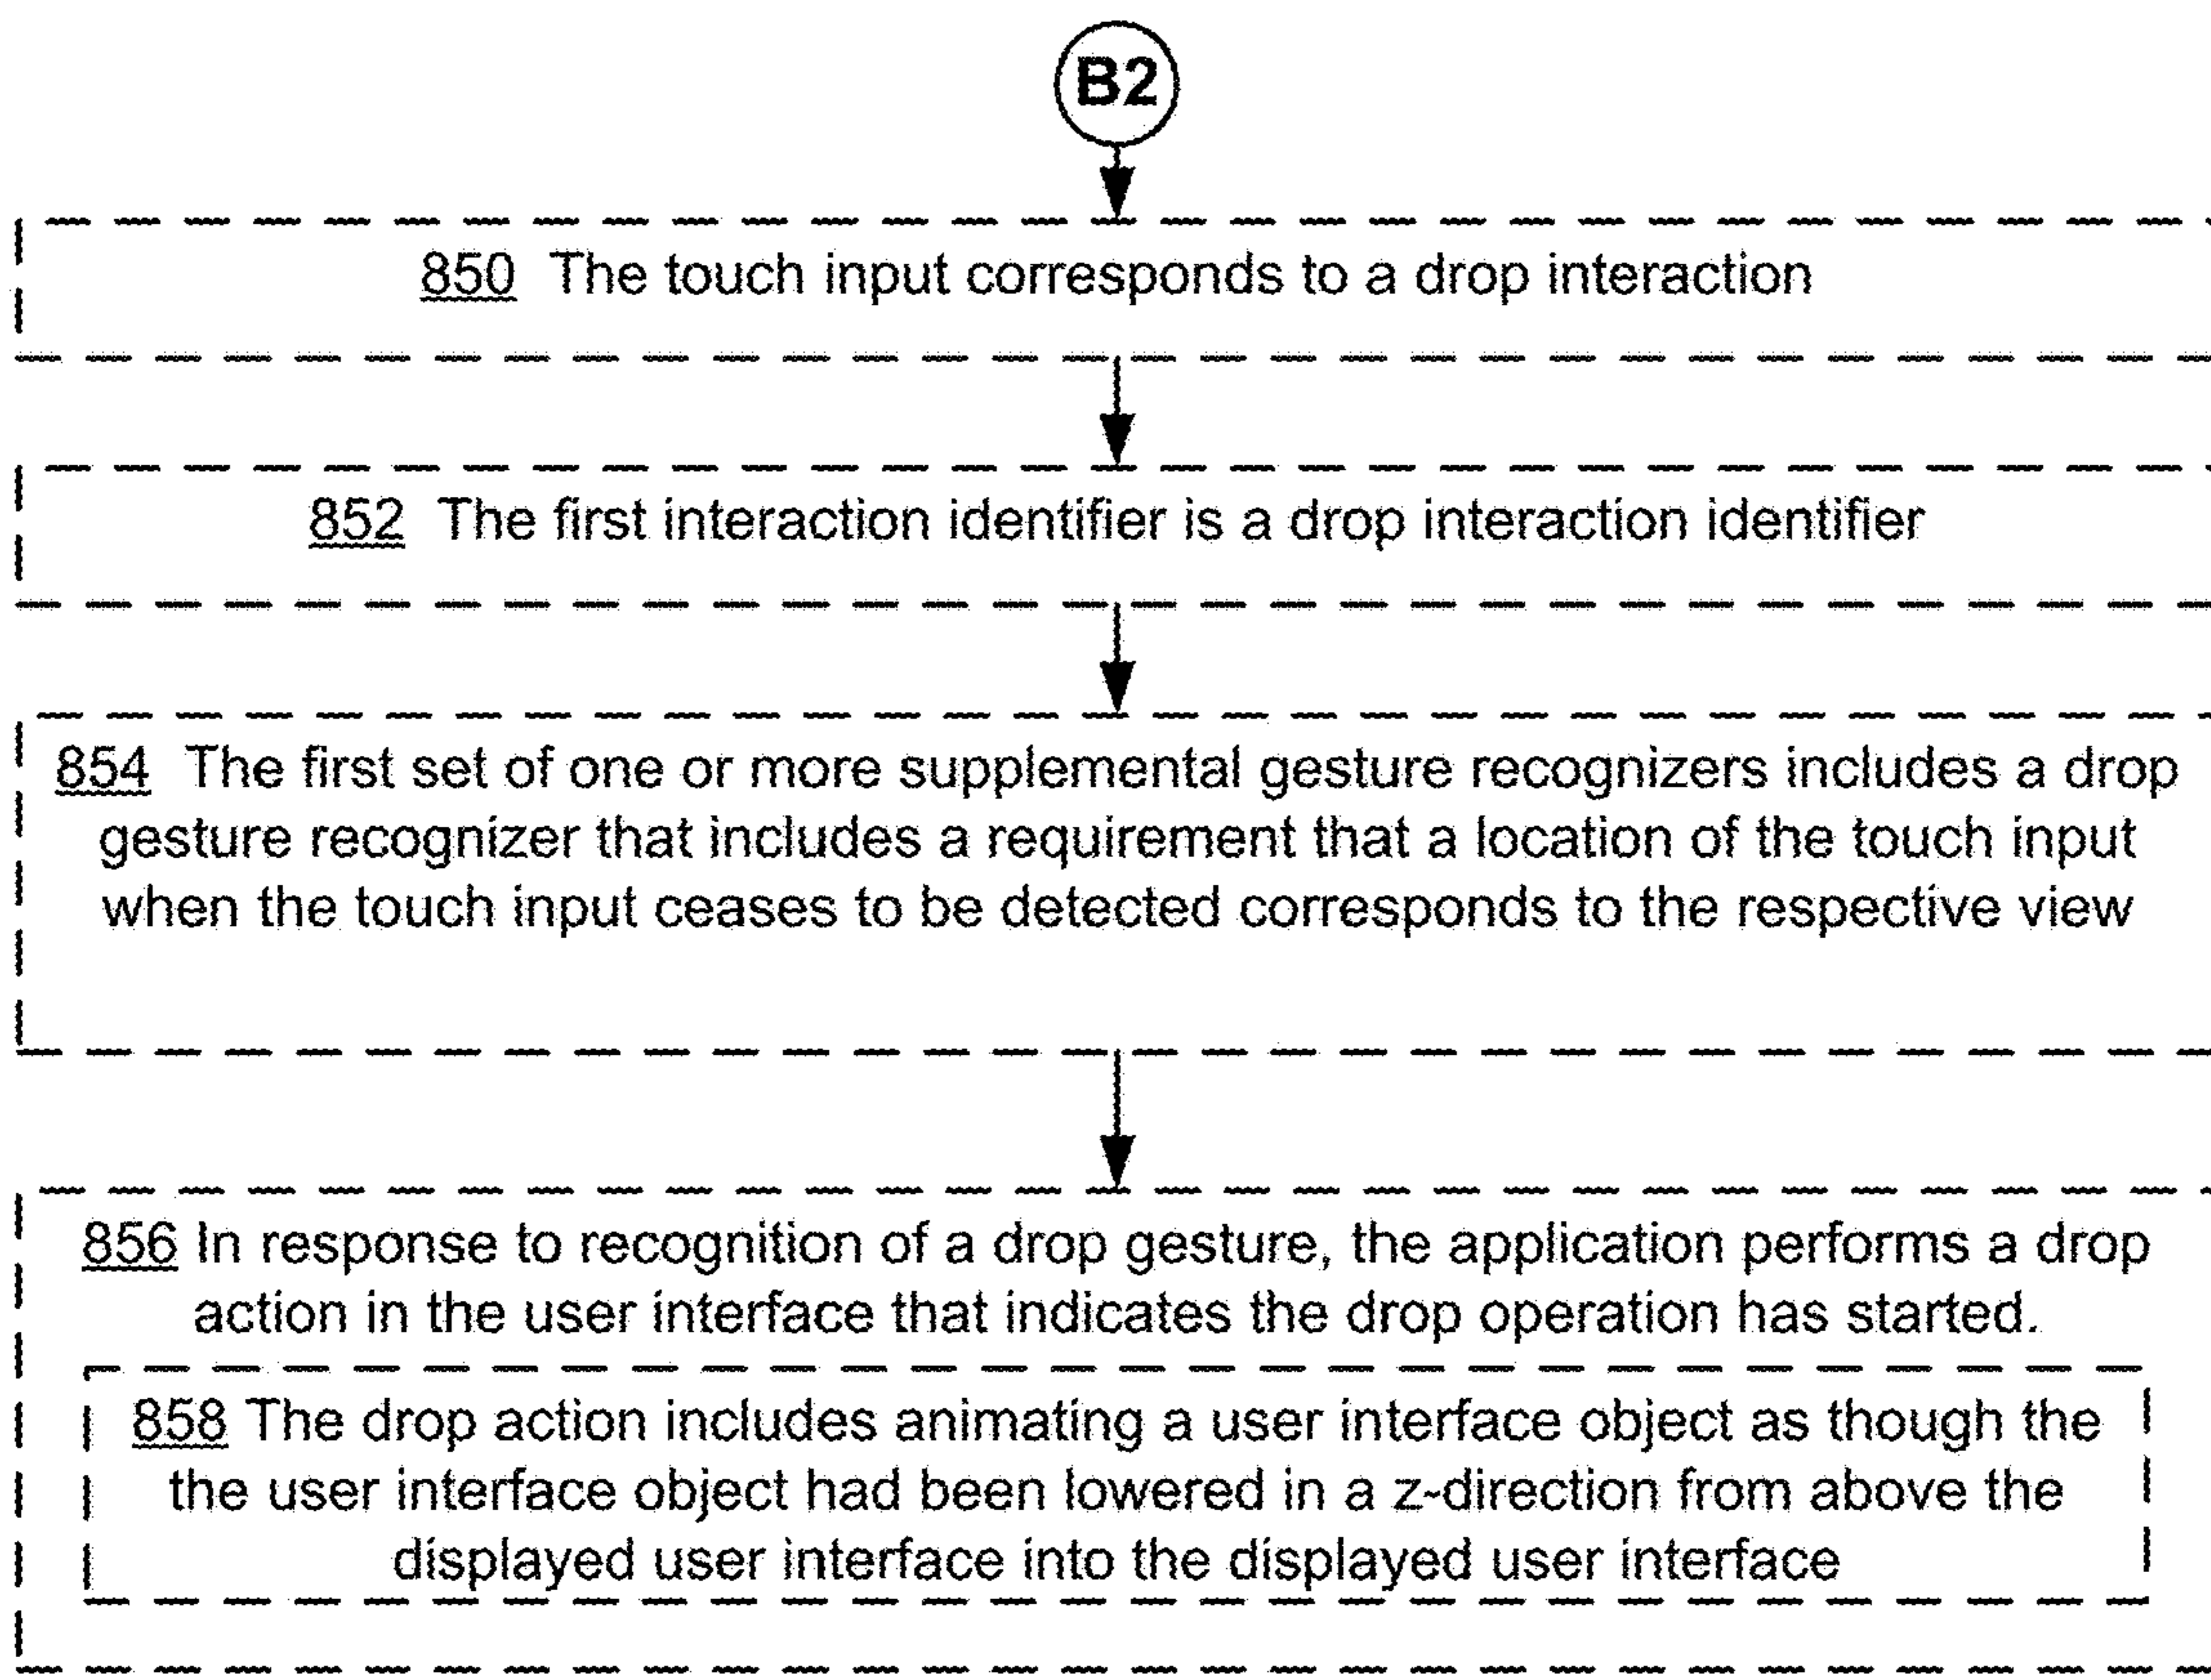 B2
850 The touch input corresponds to a drop interaction
852 The first interaction identifier is a drop interaction identifier
854 The first set of one or more supplemental gesture recognizers includes a drop
gesture recognizer that includes a requirement that a location of the touch input
when the touch input ceases to be detected corresponds to the respective view
856 In response to recognition of a drop gesture, the application performs a drop
action in the user interface that indicates the drop operation has started.
858 The drop action includes animating a user interface object as though the
the user interface object had been lowered in a z-direction from above the
displayed user interface into the displayed user interface